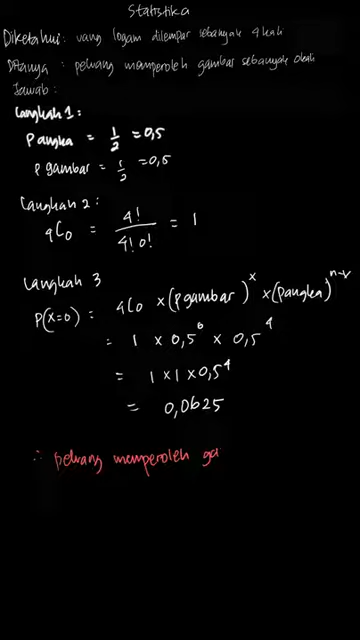 Statistika
Diketahui : uang logam dilempar sebanyak 4 kali
Ditanya : peluang memperoleh gambar sebanyak 0 kali
Jawab :
Langkah 1 :
P angka = 1/2 = 0,5
P gambar = 1/2 = 0,5
Langkah 2 :
4C0 = 4! / 4! 0! = 1
Langkah 3
P(x=0) = 4C0 × (P gambar)^x × (P angka)^n-x
= 1 × 0,5^0 × 0,5^4
= 1 × 1 × 0,5^4
= 0,0625
∴ peluang memperoleh ga